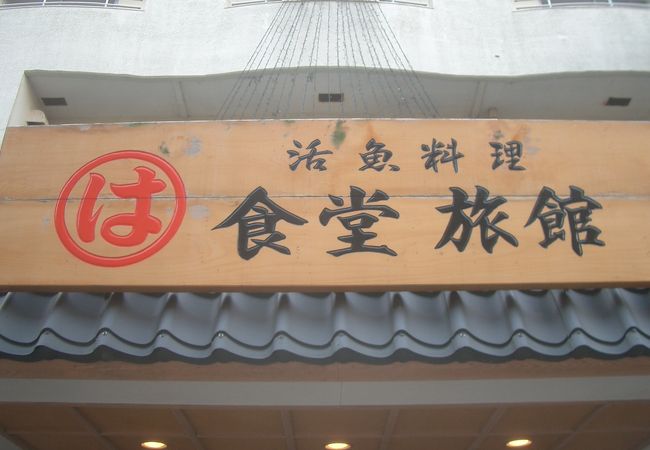 活魚料理
は 食堂 旅館